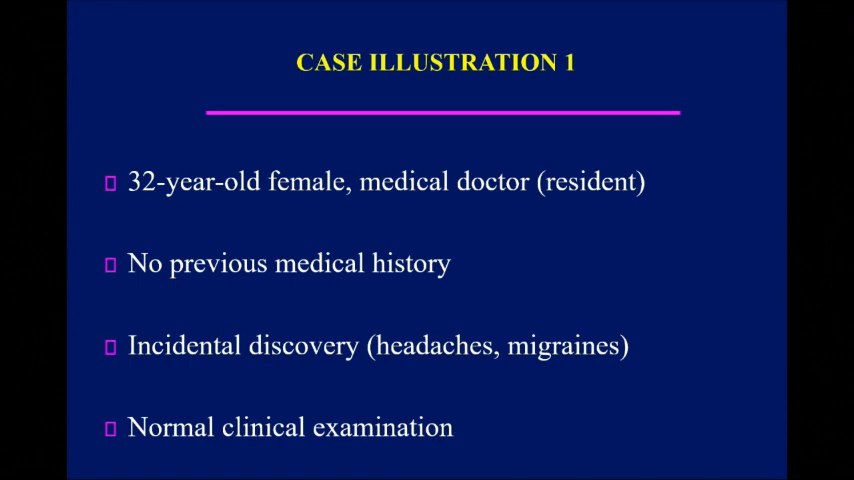 CASE ILLUSTRATION 1
32-year-old female, medical doctor (resident)
No previous medical history
Incidental discovery (headaches, migraines)
Normal clinical examination